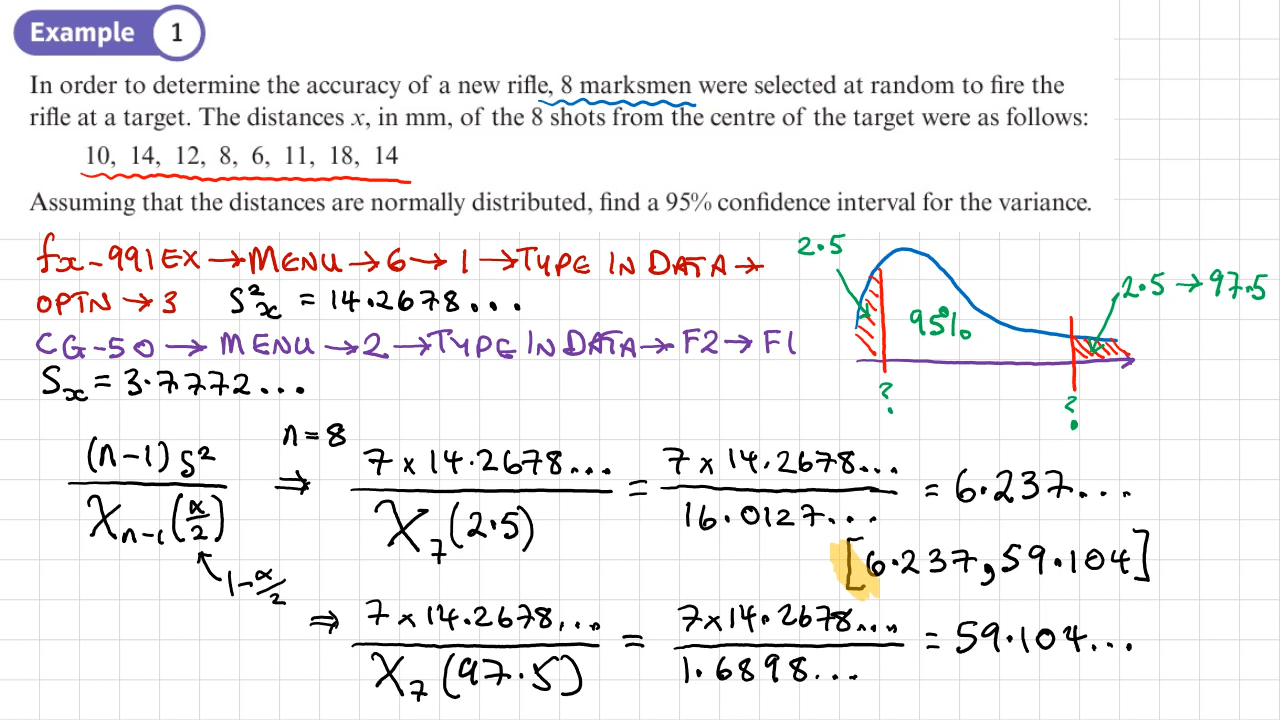 Example 1
In order to determine the accuracy of a new rifle, 8 marksmen were selected at random to fire the
rifle at a target. The distances x, in mm, of the 8 shots from the centre of the target were as follows:
10, 14, 12, 8, 6, 11, 18, 14
Assuming that the distances are normally distributed, find a 95% confidence interval for the variance.
fx-991EX → MENU → 6 → 1 → TYPE IN DATA →
OPTN → 3 S²ₓ = 14.2678...
CG-50 → MENU → 2 → TYPE IN DATA → F2 → F1
Sₓ = 3.7772...
2.5
95%
2.5 → 97.5
?
?
n = 8
(n-1) S² / χₙ₋₁(α/2) ⇒ 7 × 14.2678... / χ₇(2.5) = 7 × 14.2678... / 16.0127... = 6.237...
1-α/2
[6.237, 59.104]
⇒ 7 × 14.2678... / χ₇(97.5) = 7 × 14.2678... / 1.6898... = 59.104...